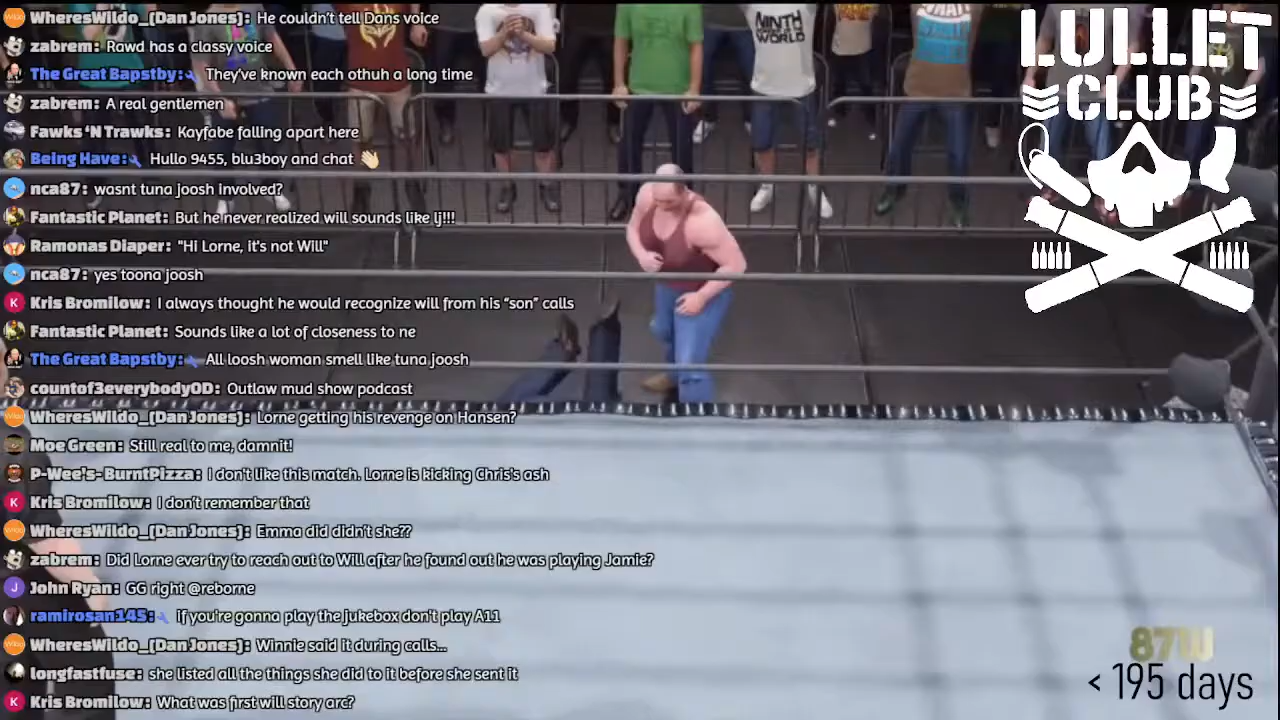 WheresWildo_(Dan Jones): He couldn't tell Dans voice
zabrem: Rawd has a classy voice
The Great Bapstby: They've known each othuh a long time
zabrem: A real gentlemen
Fawks 'N Trawks: Kayfabe falling apart here
Being Have: Hullo 9455, blu3boy and chat 👋
nca87: wasnt tuna joosh involved?
Fantastic Planet: But he never realized will sounds like lj!!!
Ramonas Diaper: "Hi Lorne, it's not Will"
nca87: yes toona joosh
Kris Bromilow: I always thought he would recognize will from his "son" calls
Fantastic Planet: Sounds like a lot of closeness to ne
The Great Bapstby: All loosh woman smell like tuna joosh
countof3everybodyOD: Outlaw mud show podcast
WheresWildo_(Dan Jones): Lorne getting his revenge on Hansen?
Moe Green: Still real to me, damnit!
P-Wee's-BurntPizza: I don't like this match. Lorne is kicking Chris's ash
Kris Bromilow: I don't remember that
WheresWildo_(Dan Jones): Emma did didn't she??
zabrem: Did Lorne ever try to reach out to Will after he found out he was playing Jamie?
John Ryan: GG right @reborne
ramirosan145: if you're gonna play the jukebox don't play A11
WheresWildo_(Dan Jones): Winnie said it during calls...
longfastfuse: she listed all the things she did to it before she sent it
Kris Bromilow: What was first will story arc?
NINTH
WORLD
LULLET
CLUB
87W
< 195 days